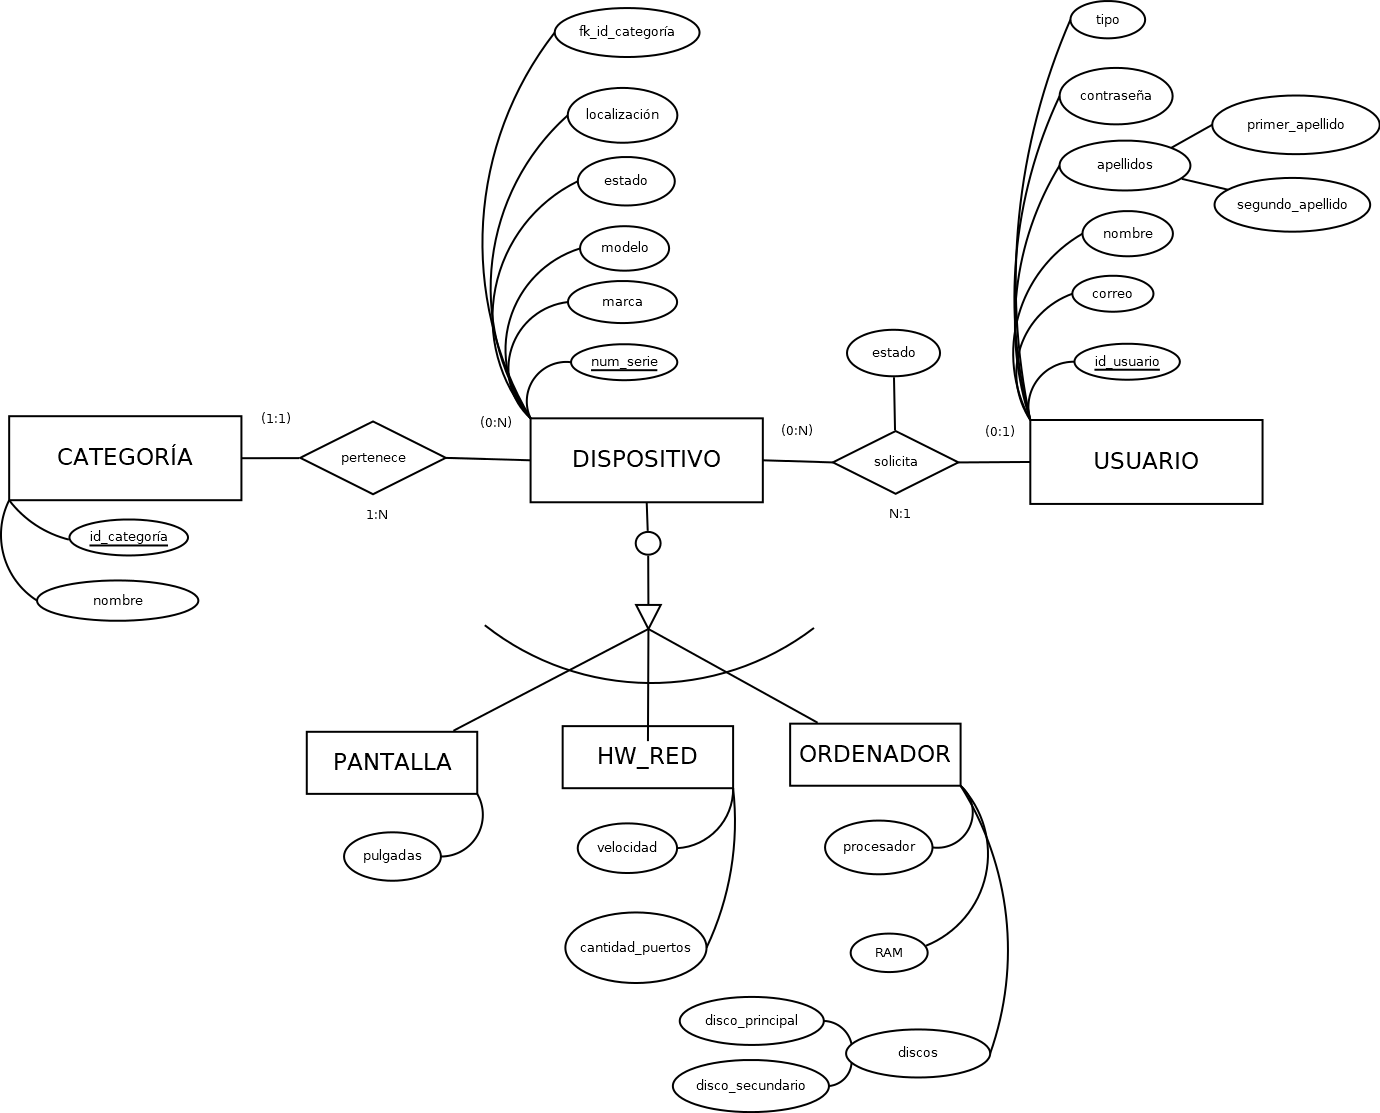 fk_id_categoría
localización
estado
modelo
marca
num_serie
tipo
contraseña
apellidos
primer_apellido
segundo_apellido
nombre
correo
id_usuario
estado
CATEGORÍA
(1:1)
pertenece
1:N
(0:N)
DISPOSITIVO
(0:N)
solicita
N:1
(0:1)
USUARIO
id_categoría
nombre
PANTALLA
HW_RED
ORDENADOR
pulgadas
velocidad
cantidad_puertos
procesador
RAM
discos
disco_principal
disco_secundario